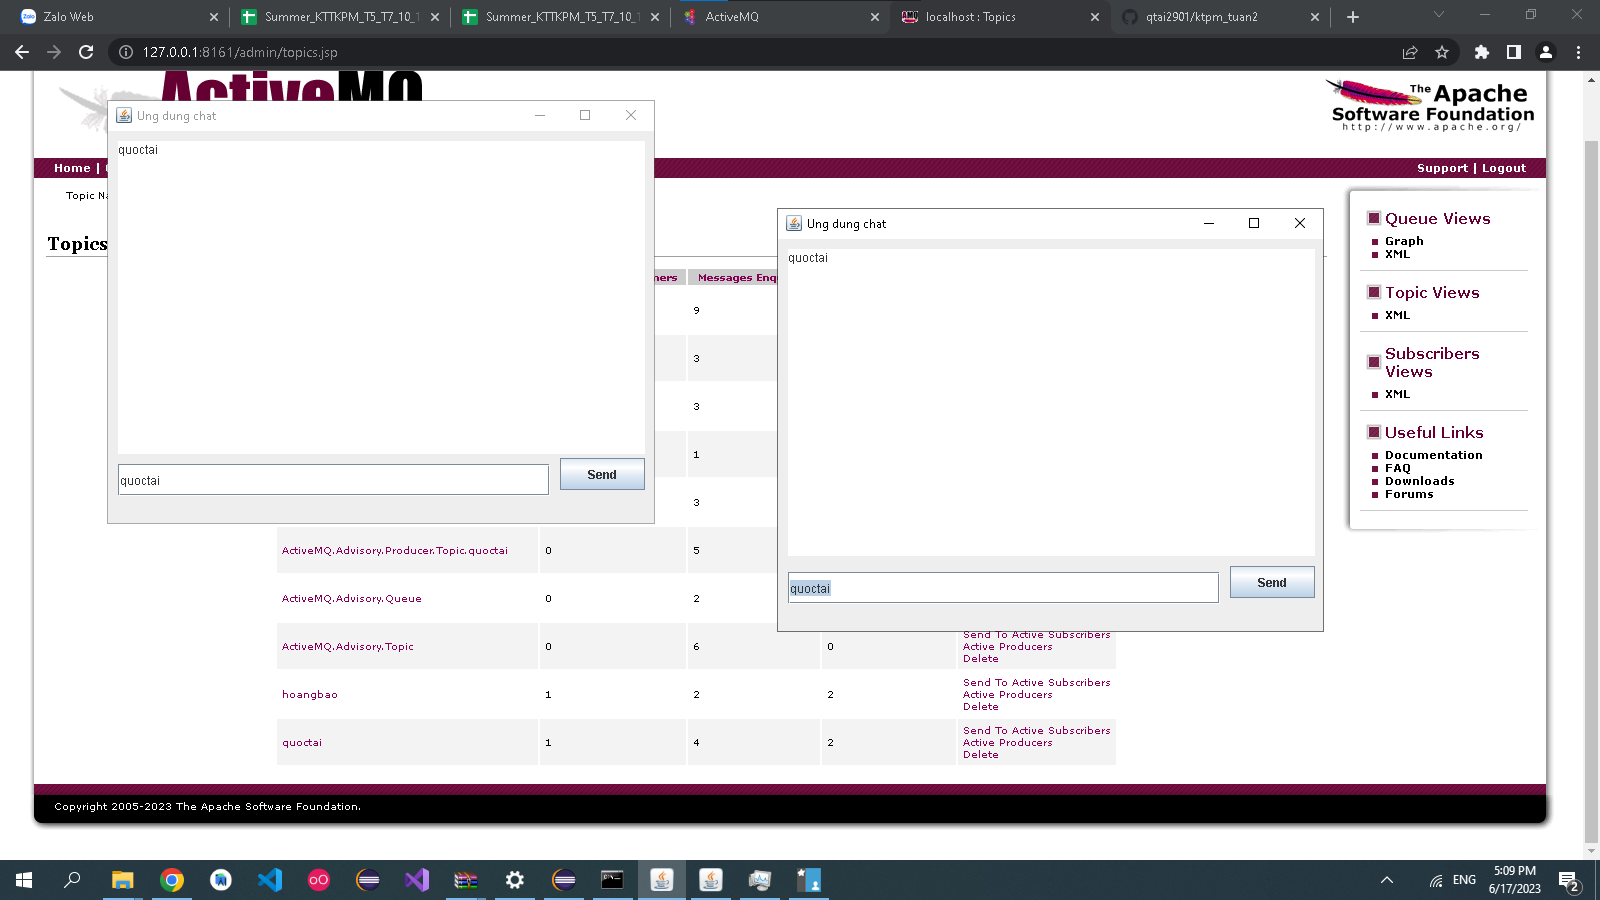 Zalo Web
Summer_KTTKPM_T5_T7_10_1
Summer_KTTKPM_T5_T7_10_1
ActiveMQ
localhost : Topics
qtai2901/ktpm_tuan2
127.0.0.1:8161/admin/topics.jsp
ActiveMQ
The Apache
Software Foundation
http://www.apache.org/
Home |
Support | Logout
Topic Na
Topics
Ung dung chat
quoctai
quoctai
Send
Ung dung chat
quoctai
quoctai
Send
mers
Messages Enq
9
3
3
1
3
ActiveMQ.Advisory.Producer.Topic.quoctai 0 5
ActiveMQ.Advisory.Queue 0 2
ActiveMQ.Advisory.Topic 0 6 0
Send To Active Subscribers
Active Producers
Delete
hoangbao 1 2 2
Send To Active Subscribers
Active Producers
Delete
quoctai 1 4 2
Send To Active Subscribers
Active Producers
Delete
Queue Views
Graph
XML
Topic Views
XML
Subscribers
Views
XML
Useful Links
Documentation
FAQ
Downloads
Forums
Copyright 2005-2023 The Apache Software Foundation.
ENG
5:09 PM
6/17/2023
2